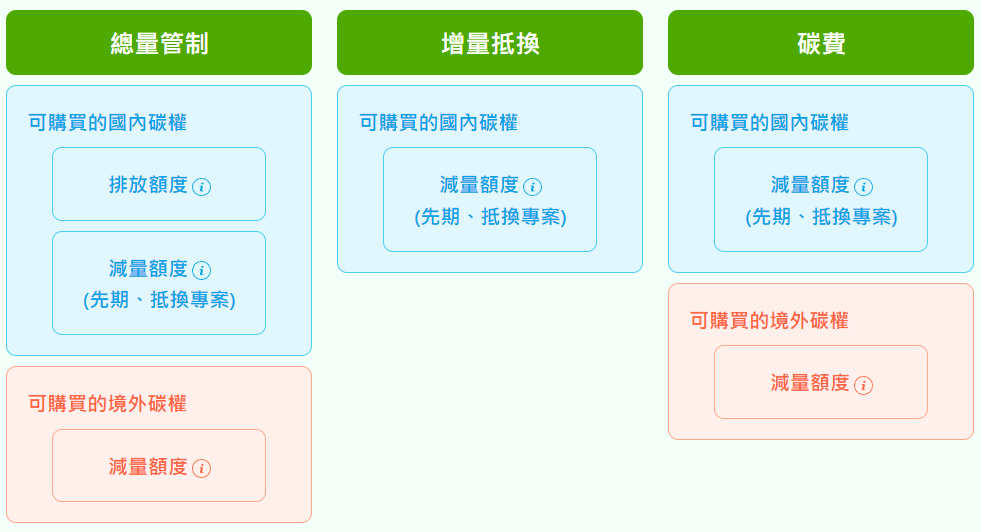 總量管制
可購買的國內碳權
排放額度
減量額度
(先期、抵換專案)
可購買的境外碳權
減量額度
增量抵換
可購買的國內碳權
減量額度
(先期、抵換專案)
碳費
可購買的國內碳權
減量額度
(先期、抵換專案)
可購買的境外碳權
減量額度